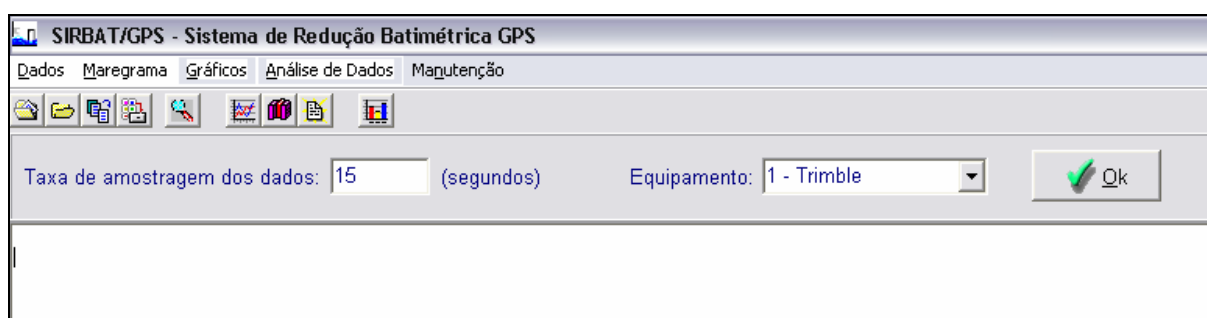 SIRBAT/GPS - Sistema de Redução Batimétrica GPS
Dados Maregrama Gráficos Análise de Dados Manutenção
Taxa de amostragem dos dados: 15 (segundos) Equipamento: 1 - Trimble Ok